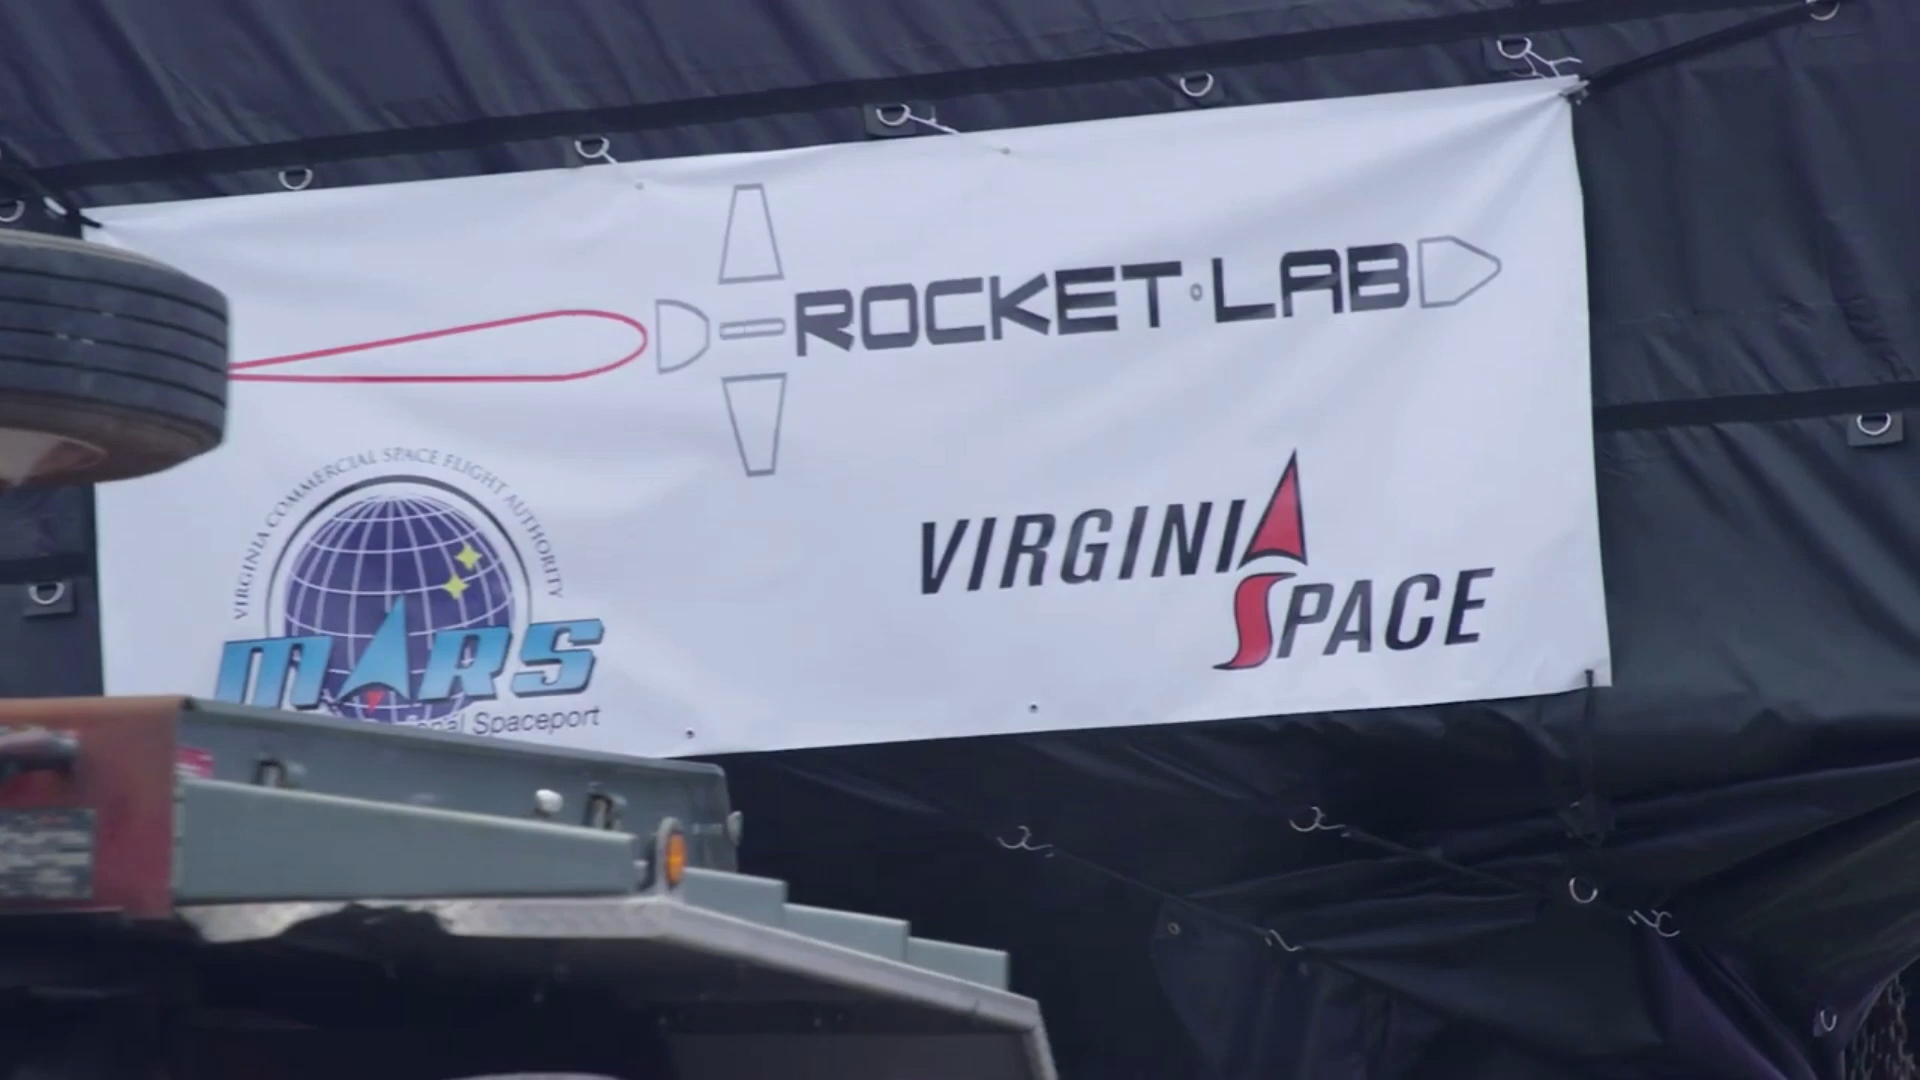 ROCKET·LAB
VIRGINIA COMMERCIAL SPACE FLIGHT AUTHORITY
MARS
Spaceport
VIRGINIA
SPACE